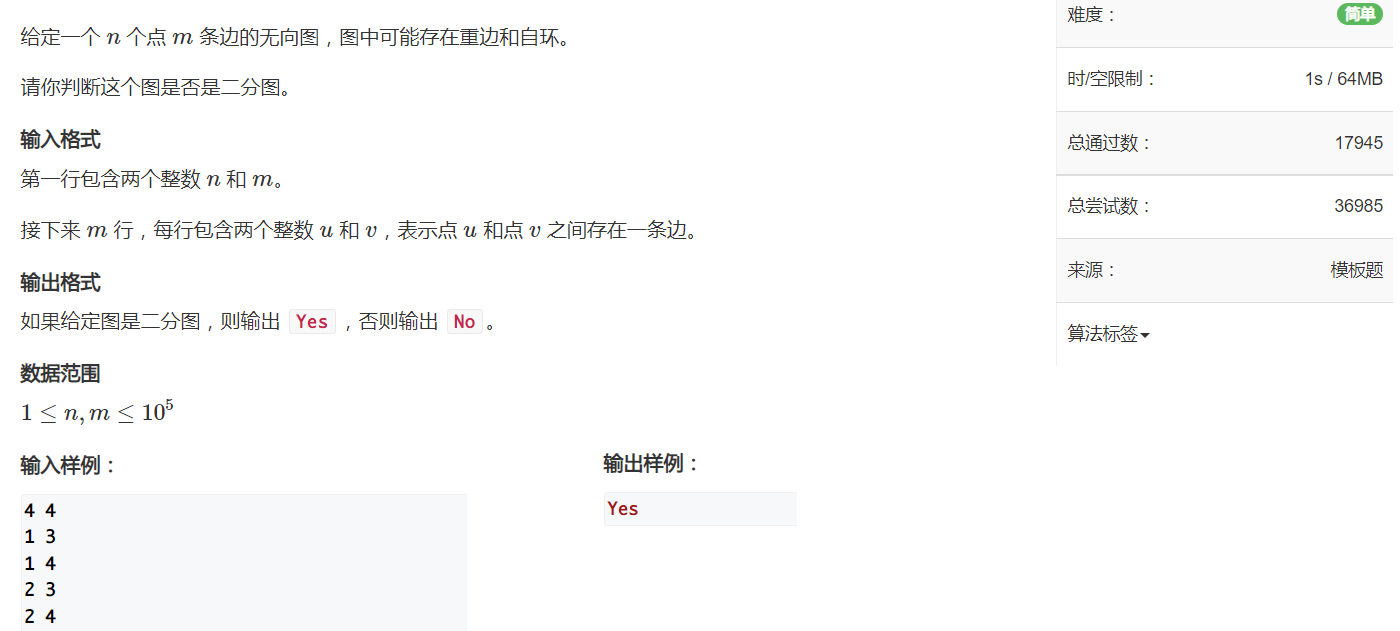 给定一个 n 个点 m 条边的无向图，图中可能存在重边和自环。
请你判断这个图是否是二分图。
输入格式
第一行包含两个整数 n 和 m。
接下来 m 行，每行包含两个整数 u 和 v，表示点 u 和点 v 之间存在一条边。
输出格式
如果给定图是二分图，则输出 Yes ，否则输出 No 。
数据范围
1 ≤ n, m ≤ 10^5
输入样例：
4 4
1 3
1 4
2 3
2 4
输出样例：
Yes
难度： 简单
时/空限制： 1s / 64MB
总通过数： 17945
总尝试数： 36985
来源： 模板题
算法标签